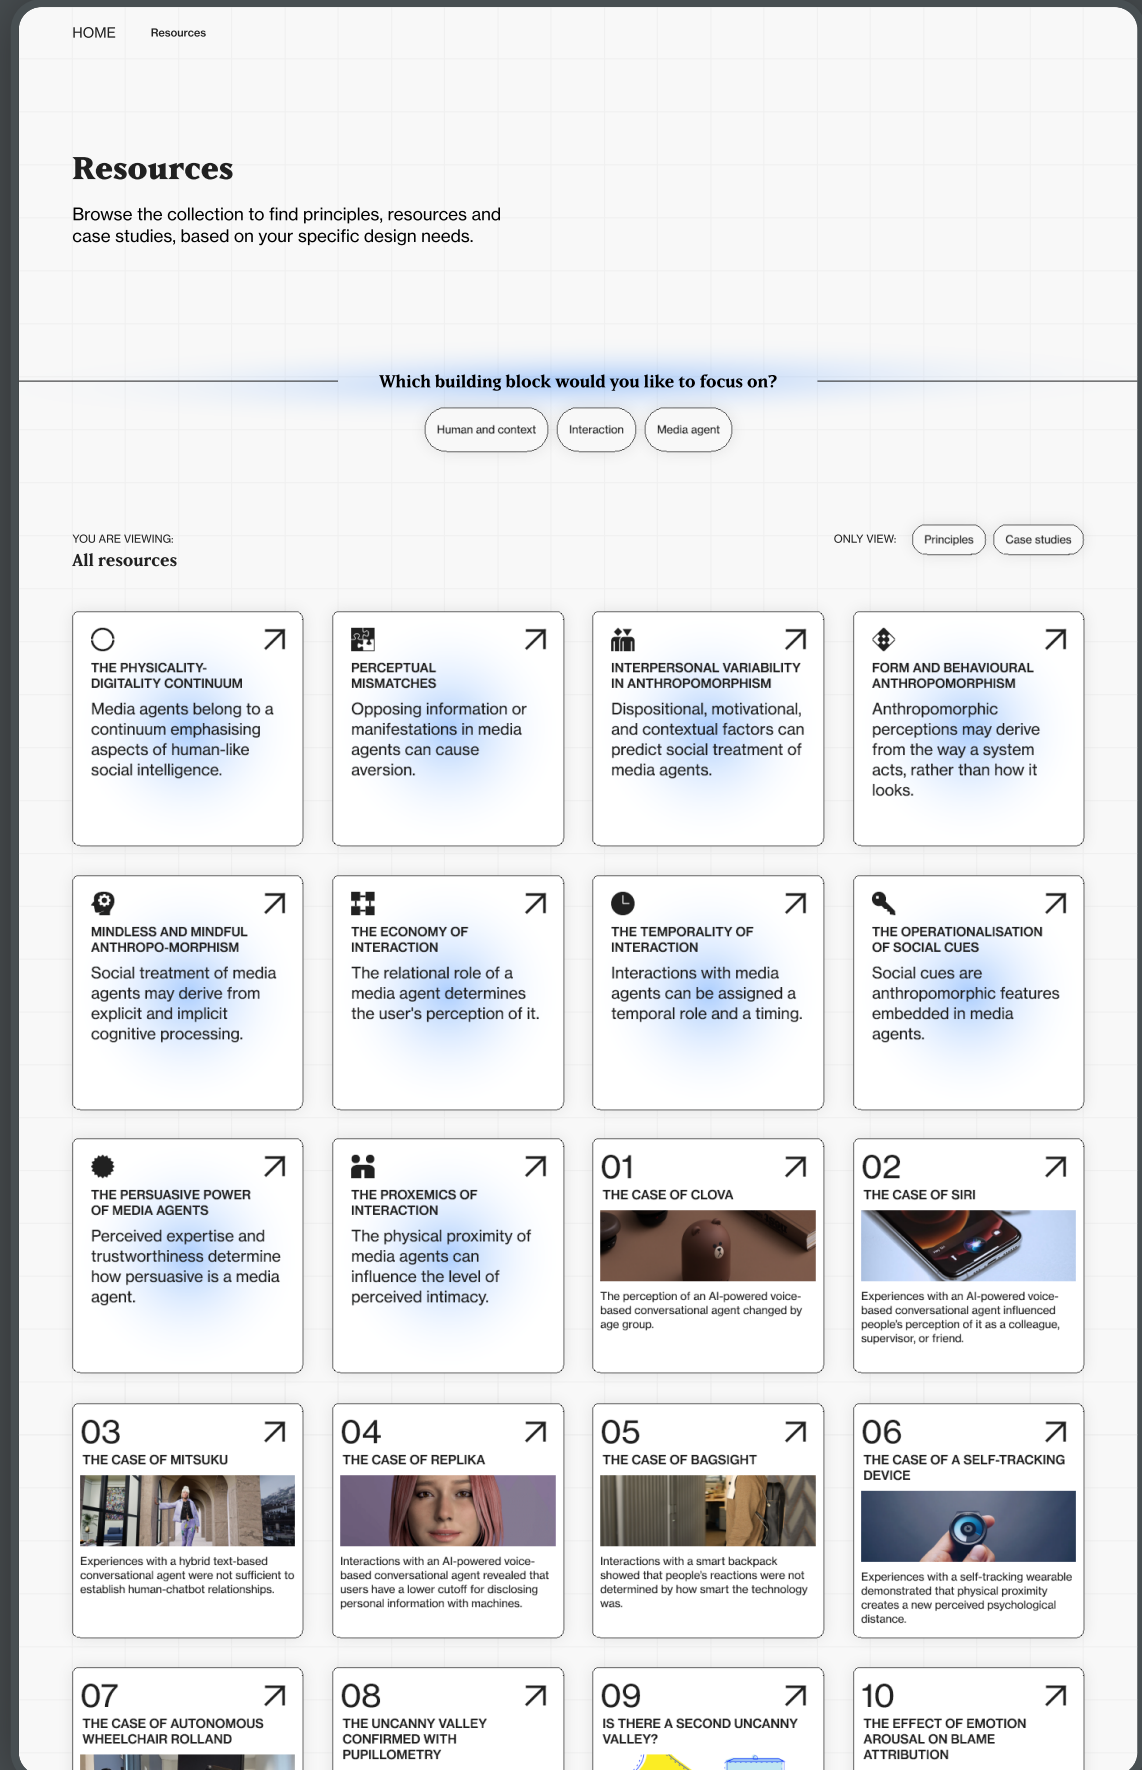 HOME
Resources
Resources
Browse the collection to find principles, resources and
case studies, based on your specific design needs.
Which building block would you like to focus on?
Human and context
Interaction
Media agent
YOU ARE VIEWING:
All resources
ONLY VIEW:
Principles
Case studies
THE PHYSICALITY-
DIGITALITY CONTINUUM
Media agents belong to a
continuum emphasising
aspects of human-like
social intelligence.
PERCEPTUAL
MISMATCHES
Opposing information or
manifestations in media
agents can cause
aversion.
INTERPERSONAL VARIABILITY
IN ANTHROPOMORPHISM
Dispositional, motivational,
and contextual factors can
predict social treatment of
media agents.
FORM AND BEHAVIOURAL
ANTHROPOMORPHISM
Anthropomorphic
perceptions may derive
from the way a system
acts, rather than how it
looks.
MINDLESS AND MINDFUL
ANTHROPO-MORPHISM
Social treatment of media
agents may derive from
explicit and implicit
cognitive processing.
THE ECONOMY OF
INTERACTION
The relational role of a
media agent determines
the user's perception of it.
THE TEMPORALITY OF
INTERACTION
Interactions with media
agents can be assigned a
temporal role and a timing.
THE OPERATIONALISATION
OF SOCIAL CUES
Social cues are
anthropomorphic features
embedded in media
agents.
THE PERSUASIVE POWER
OF MEDIA AGENTS
Perceived expertise and
trustworthiness determine
how persuasive is a media
agent.
THE PROXEMICS OF
INTERACTION
The physical proximity of
media agents can
influence the level of
perceived intimacy.
01
THE CASE OF CLOVA
The perception of an AI-powered voice-
based conversational agent changed by
age group.
02
THE CASE OF SIRI
Experiences with an AI-powered voice-
based conversational agent influenced
people's perception of it as a colleague,
supervisor, or friend.
03
THE CASE OF MITSUKU
Experiences with a hybrid text-based
conversational agent were not sufficient to
establish human-chatbot relationships.
04
THE CASE OF REPLIKA
Interactions with an AI-powered voice-
based conversational agent revealed that
users have a lower cutoff for disclosing
personal information with machines.
05
THE CASE OF BAGSIGHT
Interactions with a smart backpack
showed that people's reactions were not
determined by how smart the technology
was.
06
THE CASE OF A SELF-TRACKING
DEVICE
Experiences with a self-tracking wearable
demonstrated that physical proximity
creates a new perceived psychological
distance.
07
THE CASE OF AUTONOMOUS
WHEELCHAIR ROLLAND
08
THE UNCANNY VALLEY
CONFIRMED WITH
PUPILLOMETRY
09
IS THERE A SECOND UNCANNY
VALLEY?
10
THE EFFECT OF EMOTION
AROUSAL ON BLAME
ATTRIBUTION